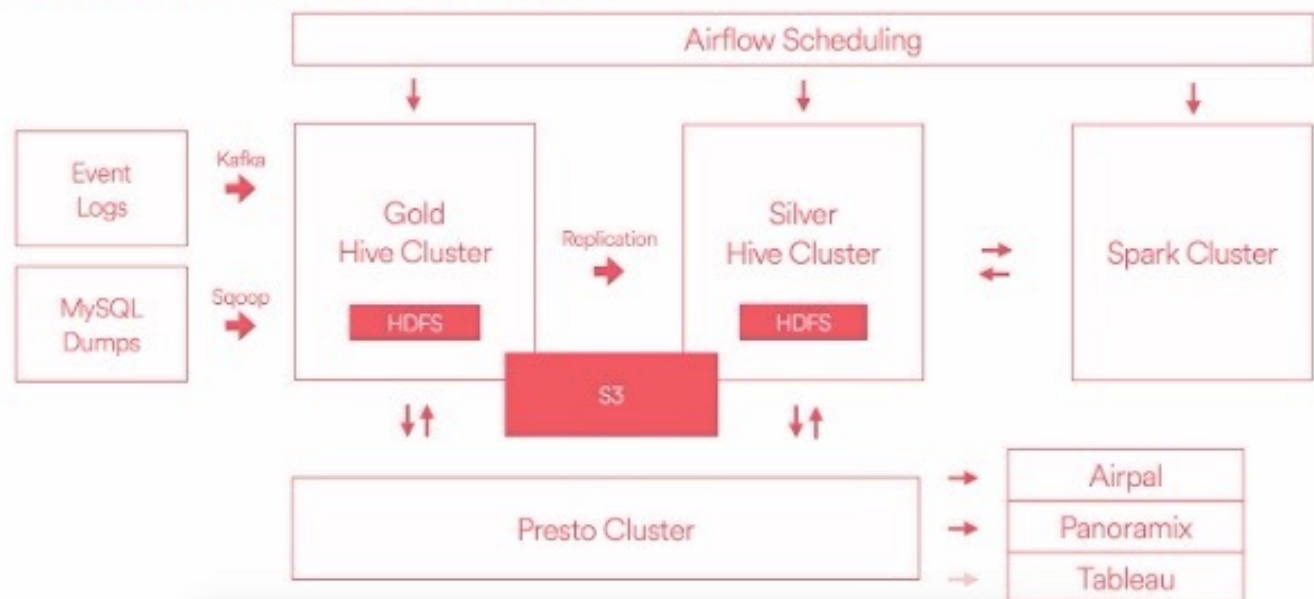 Airflow Scheduling
Event
Logs
Kafka
Gold
Hive Cluster
HDFS
Replication
Silver
Hive Cluster
HDFS
Spark Cluster
MySQL
Dumps
Sqoop
S3
Presto Cluster
Airpal
Panoramix
Tableau